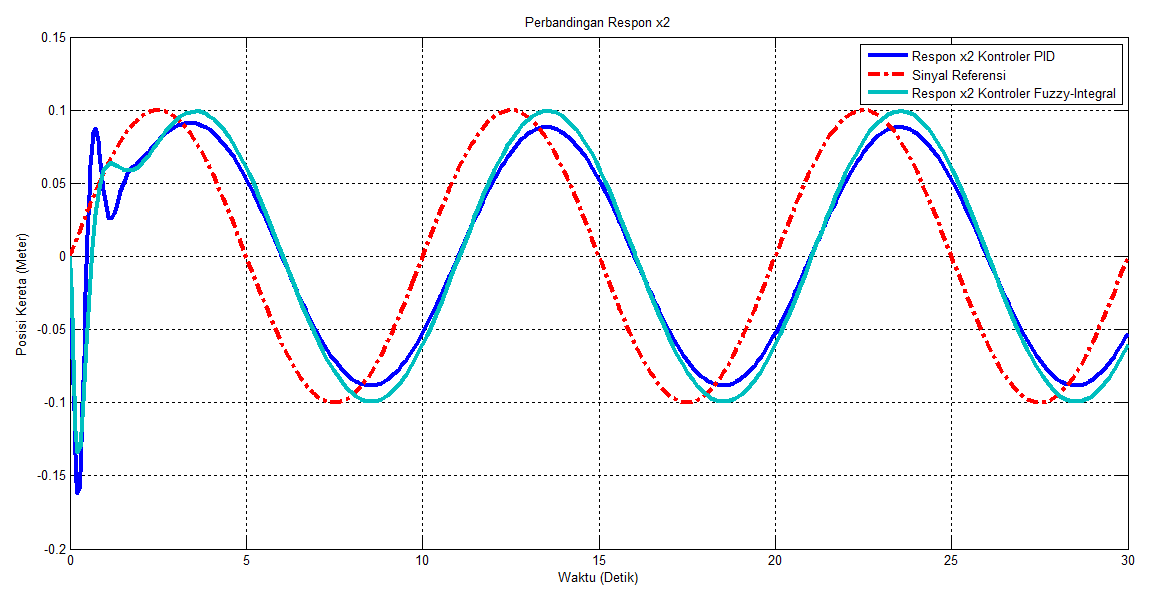 Perbandingan Respon x2
Respon x2 Kontroler PID
Sinyal Referensi
Respon x2 Kontroler Fuzzy-Integral
0.15
0.1
0.05
0
-0.05
-0.1
-0.15
-0.2
Posisi Kereta (Meter)
0 5 10 15 20 25 30
Waktu (Detik)